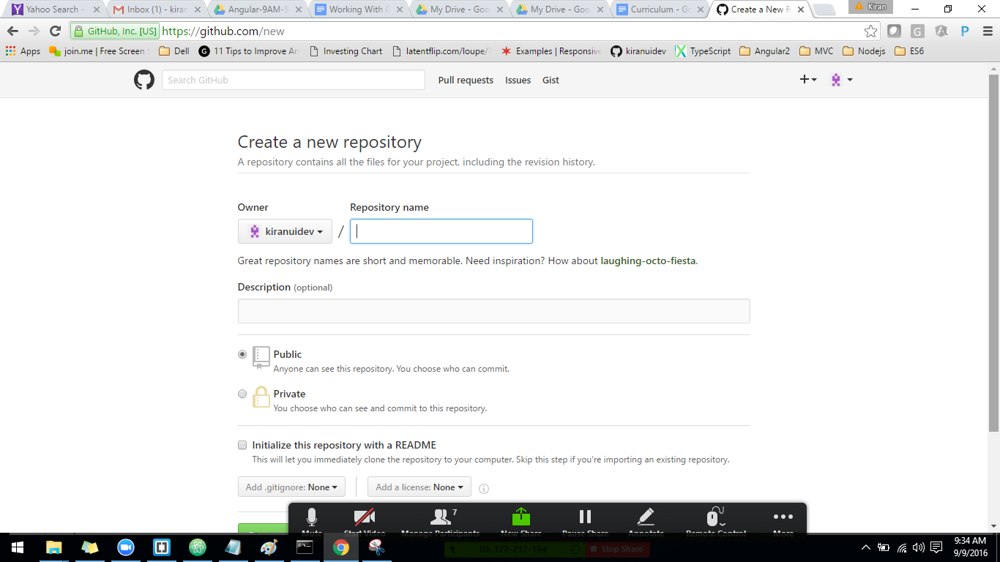 Yahoo Search - Inbox (1) - kiran Angular-9AM-S Working With G My Drive - Goo My Drive - Goo Curriculum - Go Create a New R Kiran
GitHub, Inc. [US] https://github.com/new
Apps join.me | Free Screen Dell 11 Tips to Improve An Investing Chart latentflip.com/loupe/? Examples | Responsive kiranuidev TypeScript Angular2 MVC Nodejs ES6
Search GitHub Pull requests Issues Gist
Create a new repository
A repository contains all the files for your project, including the revision history.
Owner Repository name
kiranuidev /
Great repository names are short and memorable. Need inspiration? How about laughing-octo-fiesta.
Description (optional)
Public
Anyone can see this repository. You choose who can commit.
Private
You choose who can see and commit to this repository.
Initialize this repository with a README
This will let you immediately clone the repository to your computer. Skip this step if you're importing an existing repository.
Add .gitignore: None Add a license: None
7
Mute Start Video Manage Participants New Share Pause Share Annotate Remote Control More
ID: 322-212-194 Stop Share
9:34 AM
9/9/2016